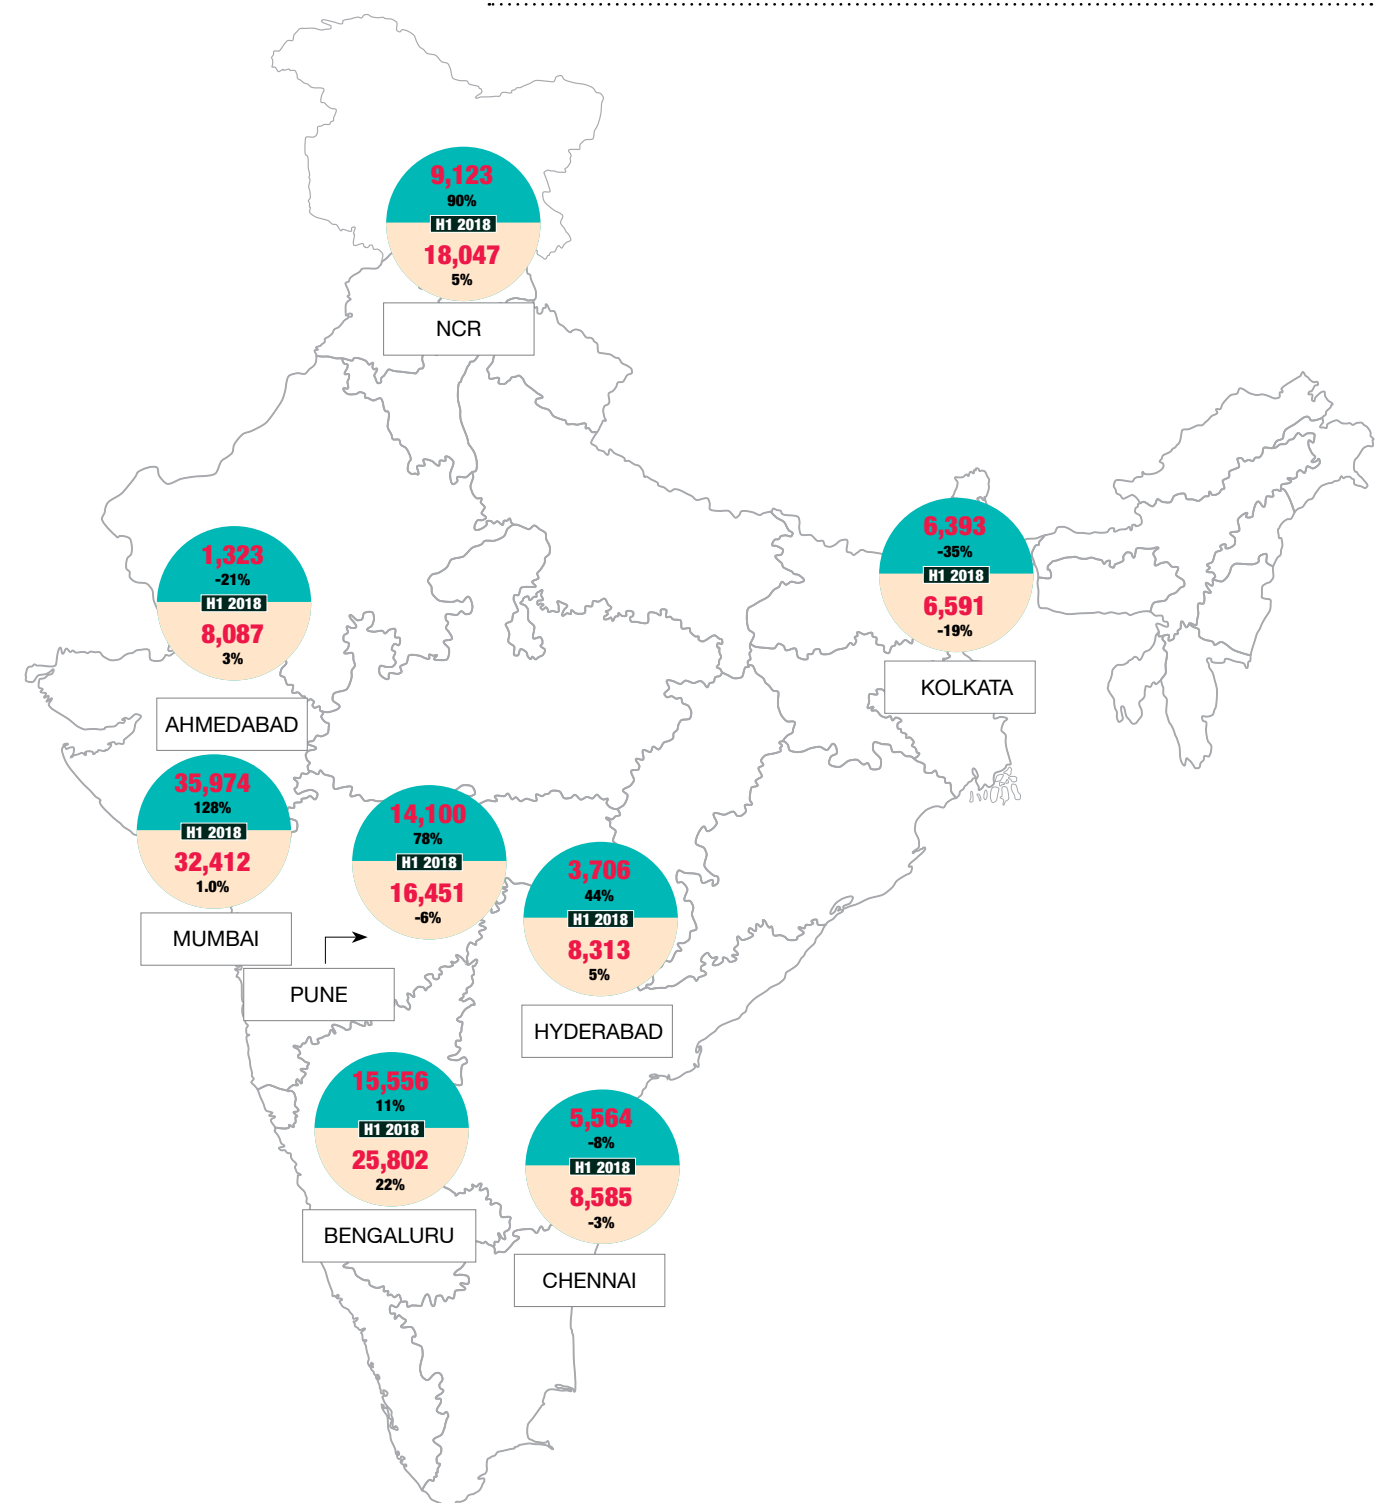 9,123
90%
H1 2018
18,047
5%
NCR
6,393
-35%
H1 2018
6,591
-19%
KOLKATA
1,323
-21%
H1 2018
8,087
3%
AHMEDABAD
35,974
128%
H1 2018
32,412
1.0%
MUMBAI
14,100
78%
H1 2018
16,451
-6%
PUNE
3,706
44%
H1 2018
8,313
5%
HYDERABAD
15,556
11%
H1 2018
25,802
22%
BENGALURU
5,564
-8%
H1 2018
8,585
-3%
CHENNAI